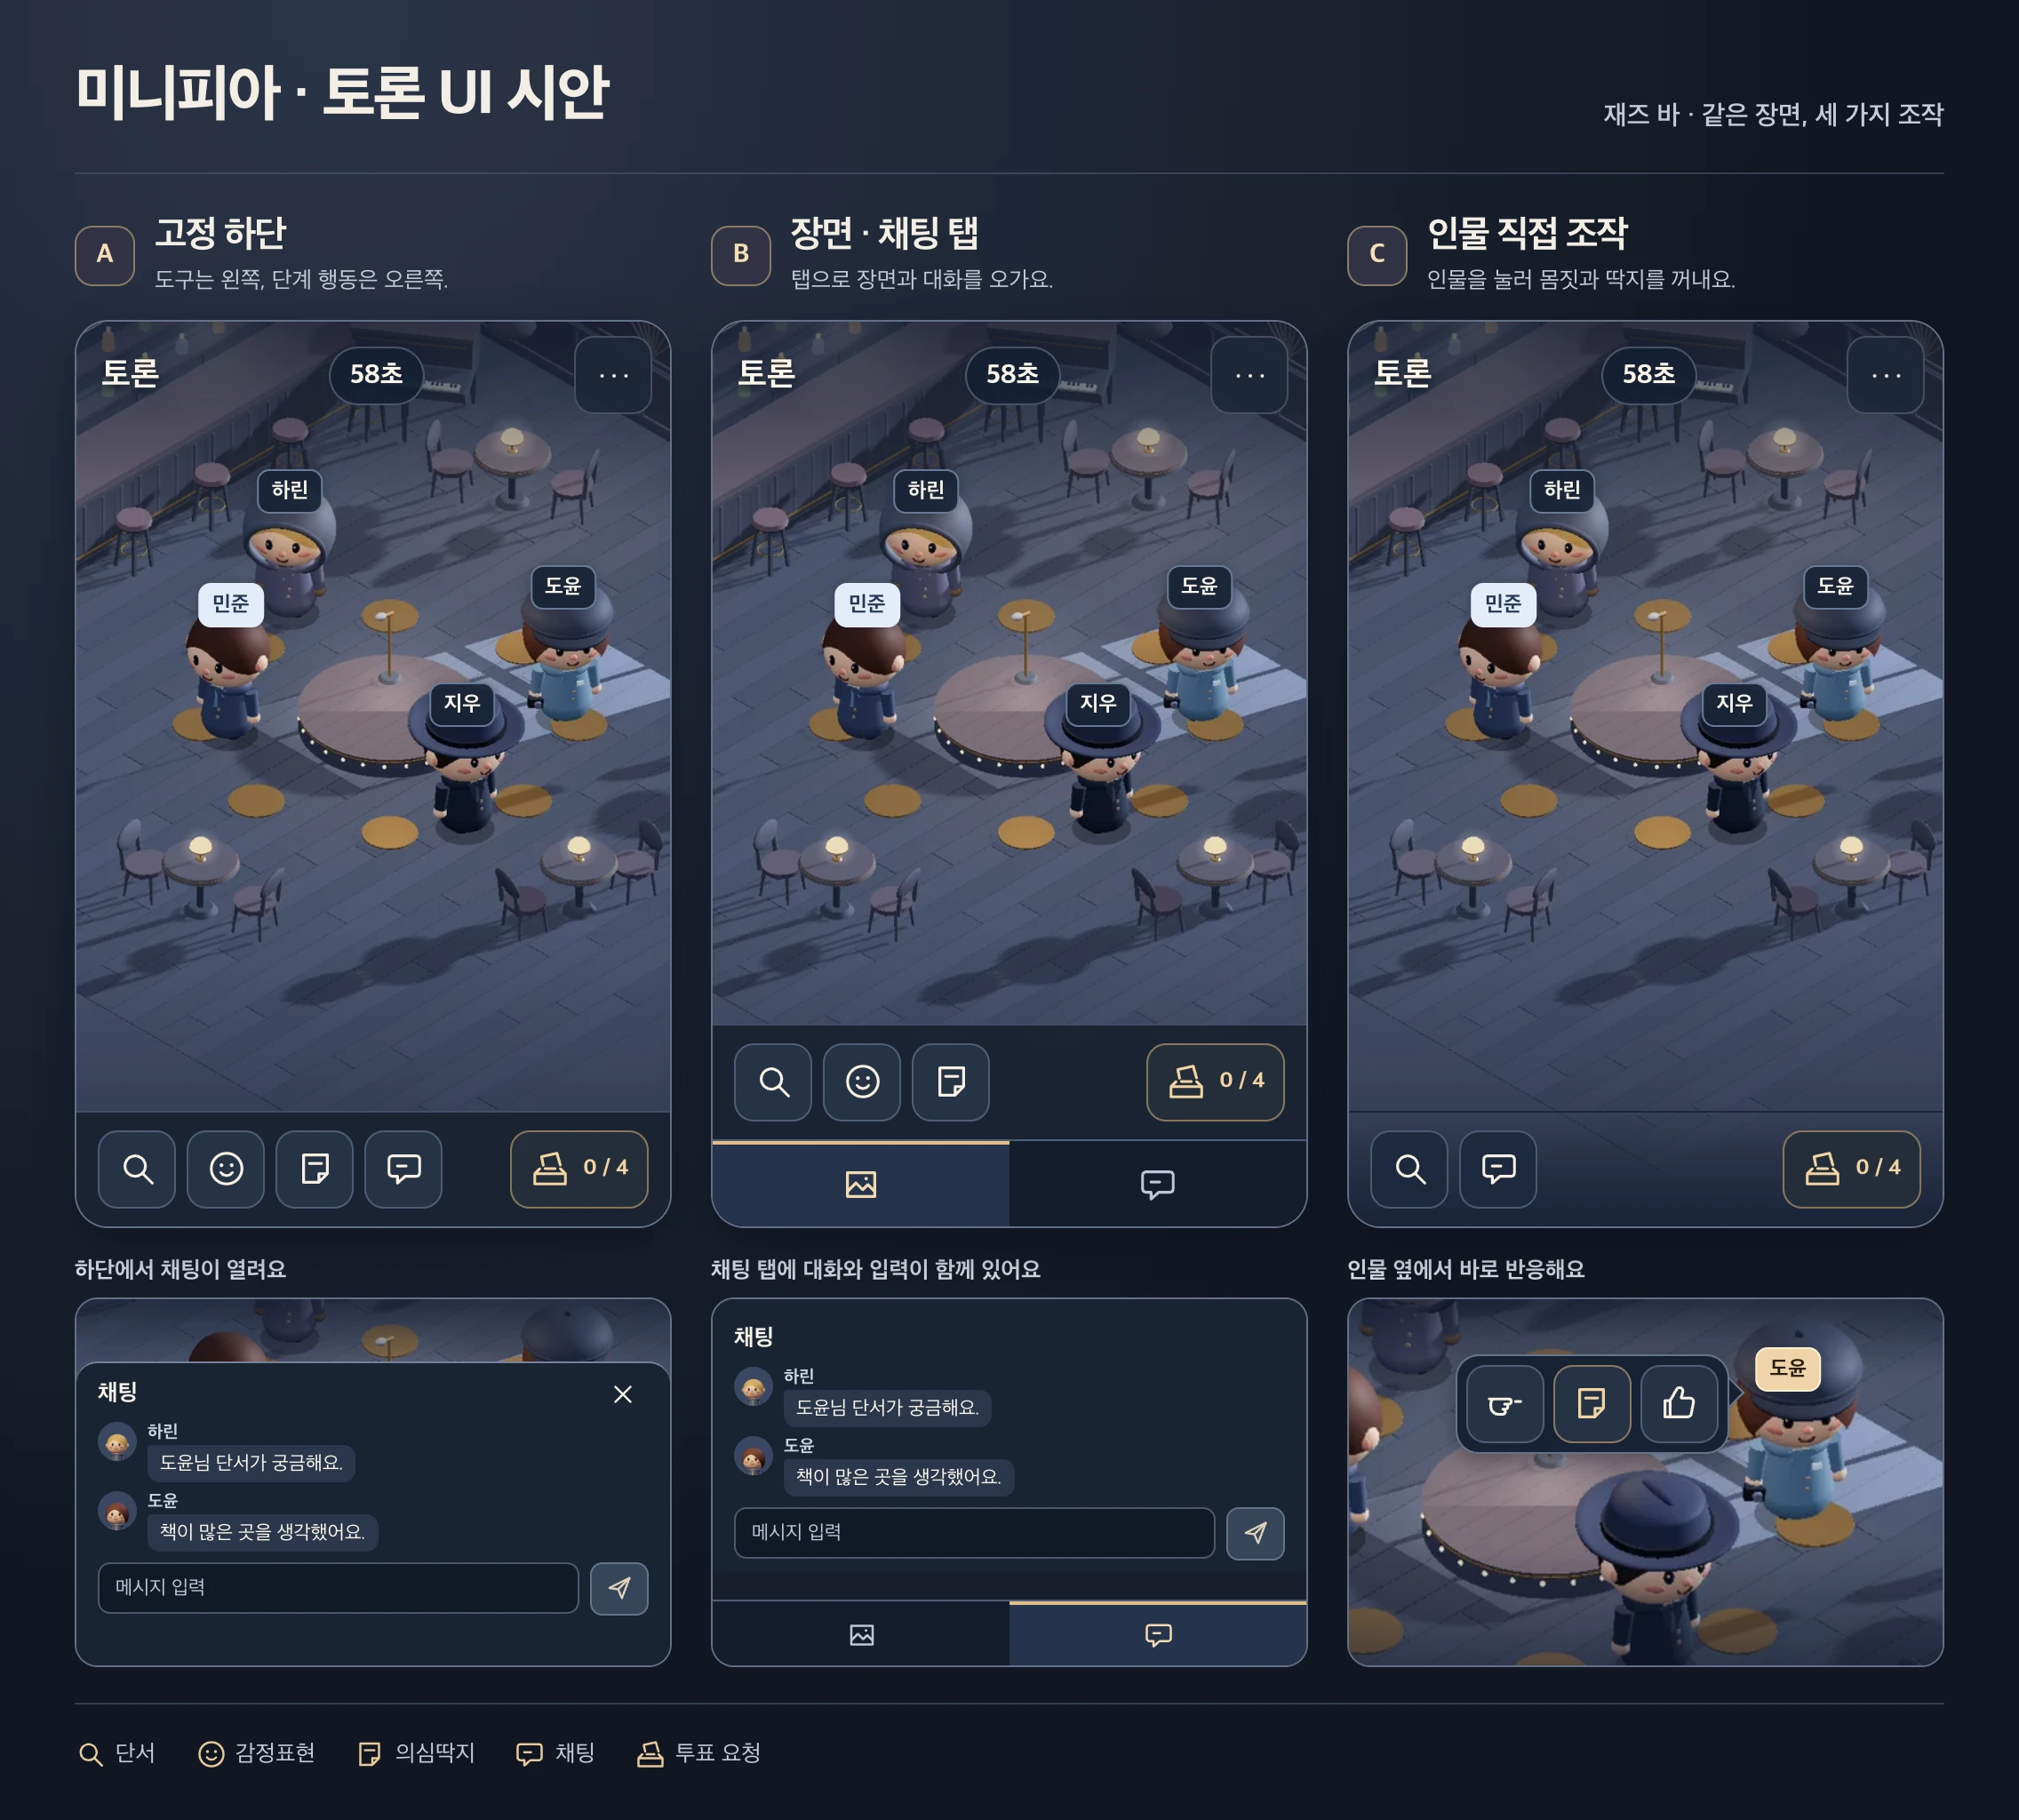 미니피아 · 토론 UI 시안
재즈 바 · 같은 장면, 세 가지 조작
A
고정 하단
도구는 왼쪽, 단계 행동은 오른쪽.
B
장면 · 채팅 탭
탭으로 장면과 대화를 오가요.
C
인물 직접 조작
인물을 눌러 몸짓과 딱지를 꺼내요.
토론
58초
···
하린
민준
도윤
지우
0 / 4
토론
58초
···
하린
민준
도윤
지우
0 / 4
토론
58초
···
하린
민준
도윤
지우
0 / 4
하단에서 채팅이 열려요
채팅
하린
도윤님 단서가 궁금해요.
도윤
책이 많은 곳을 생각했어요.
메시지 입력
채팅 탭에 대화와 입력이 함께 있어요
채팅
하린
도윤님 단서가 궁금해요.
도윤
책이 많은 곳을 생각했어요.
메시지 입력
인물 옆에서 바로 반응해요
도윤
단서
감정표현
의심딱지
채팅
투표 요청